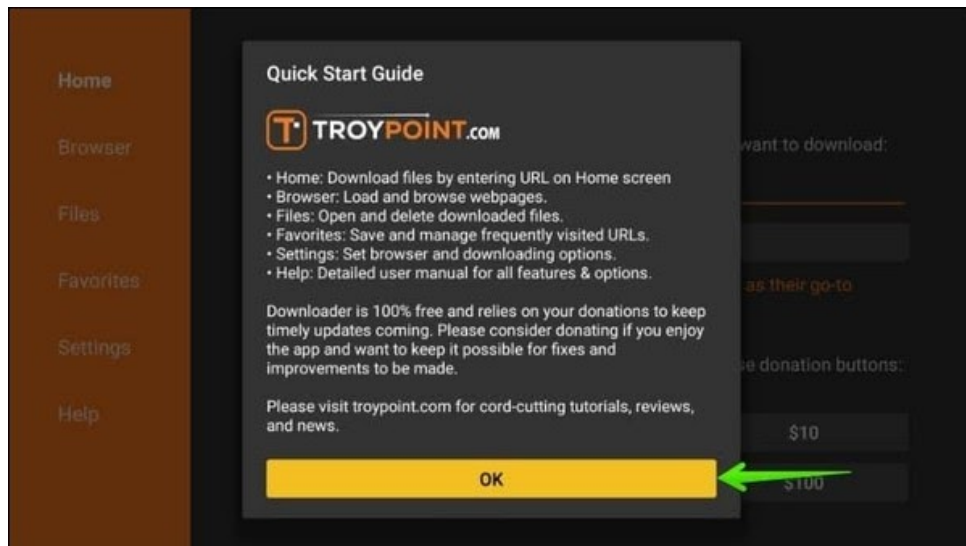 Home
Browser
Files
Favorites
Settings
Help
Quick Start Guide
TROYPOINT.COM
• Home: Download files by entering URL on Home screen
• Browser: Load and browse webpages.
• Files: Open and delete downloaded files.
• Favorites: Save and manage frequently visited URLs.
• Settings: Set browser and downloading options.
• Help: Detailed user manual for all features & options.
Downloader is 100% free and relies on your donations to keep
timely updates coming. Please consider donating if you enjoy
the app and want to keep it possible for fixes and
improvements to be made.
Please visit troypoint.com for cord-cutting tutorials, reviews,
and news.
OK
want to download:
as their go-to
donation buttons:
$10
$100